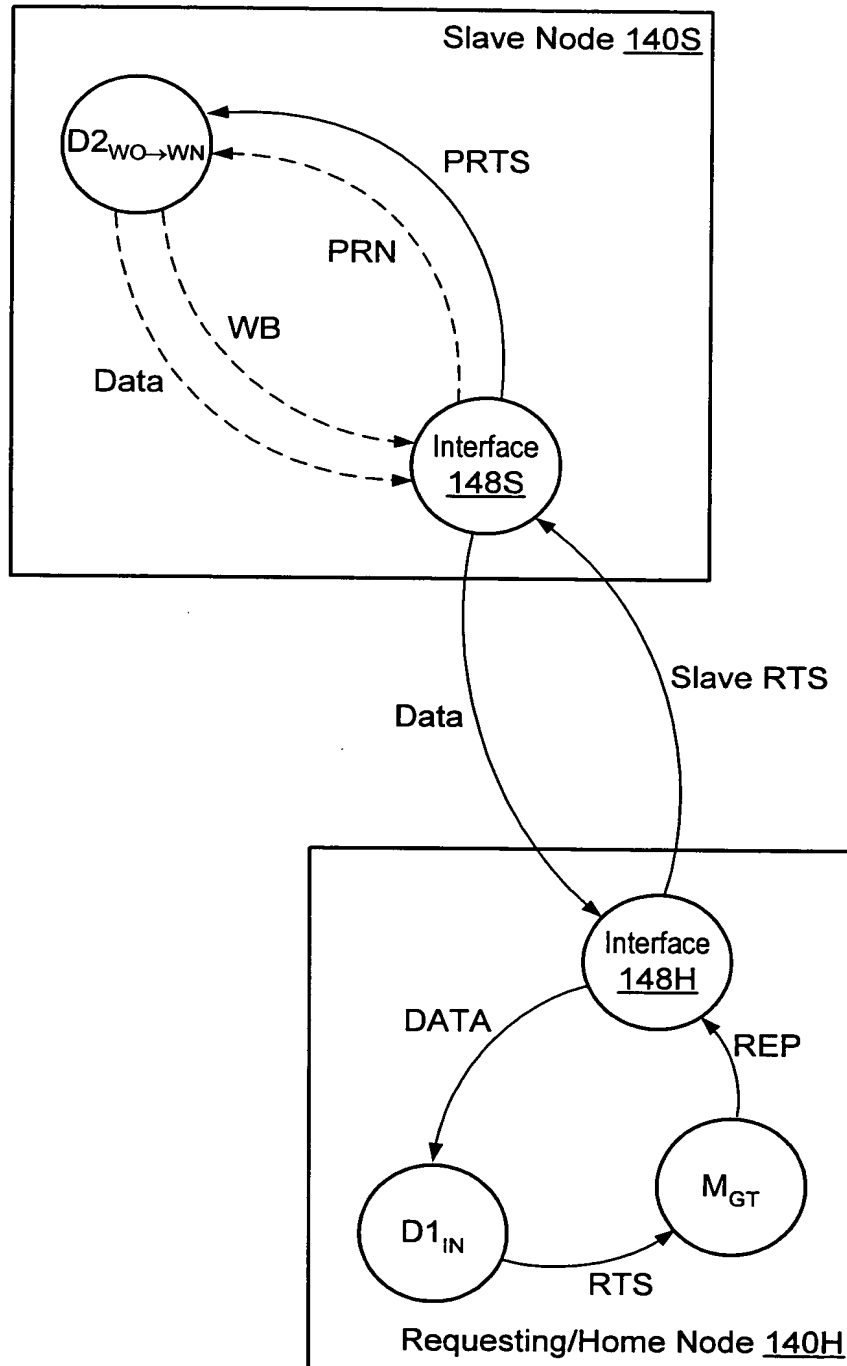 Slave Node 140S
D2WO→WN
PRTS
PRN
WB
Data
Interface
148S
Slave RTS
Data
Interface
148H
DATA
REP
MGT
D1IN
RTS
Requesting/Home Node 140H